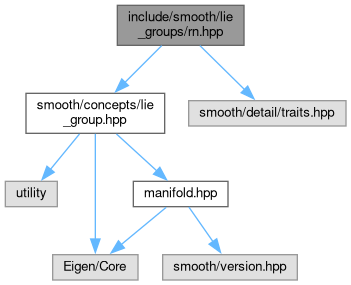 include/smooth/lie
_groups/rn.hpp
smooth/concepts/lie
_group.hpp
smooth/detail/traits.hpp
utility
manifold.hpp
Eigen/Core
smooth/version.hpp